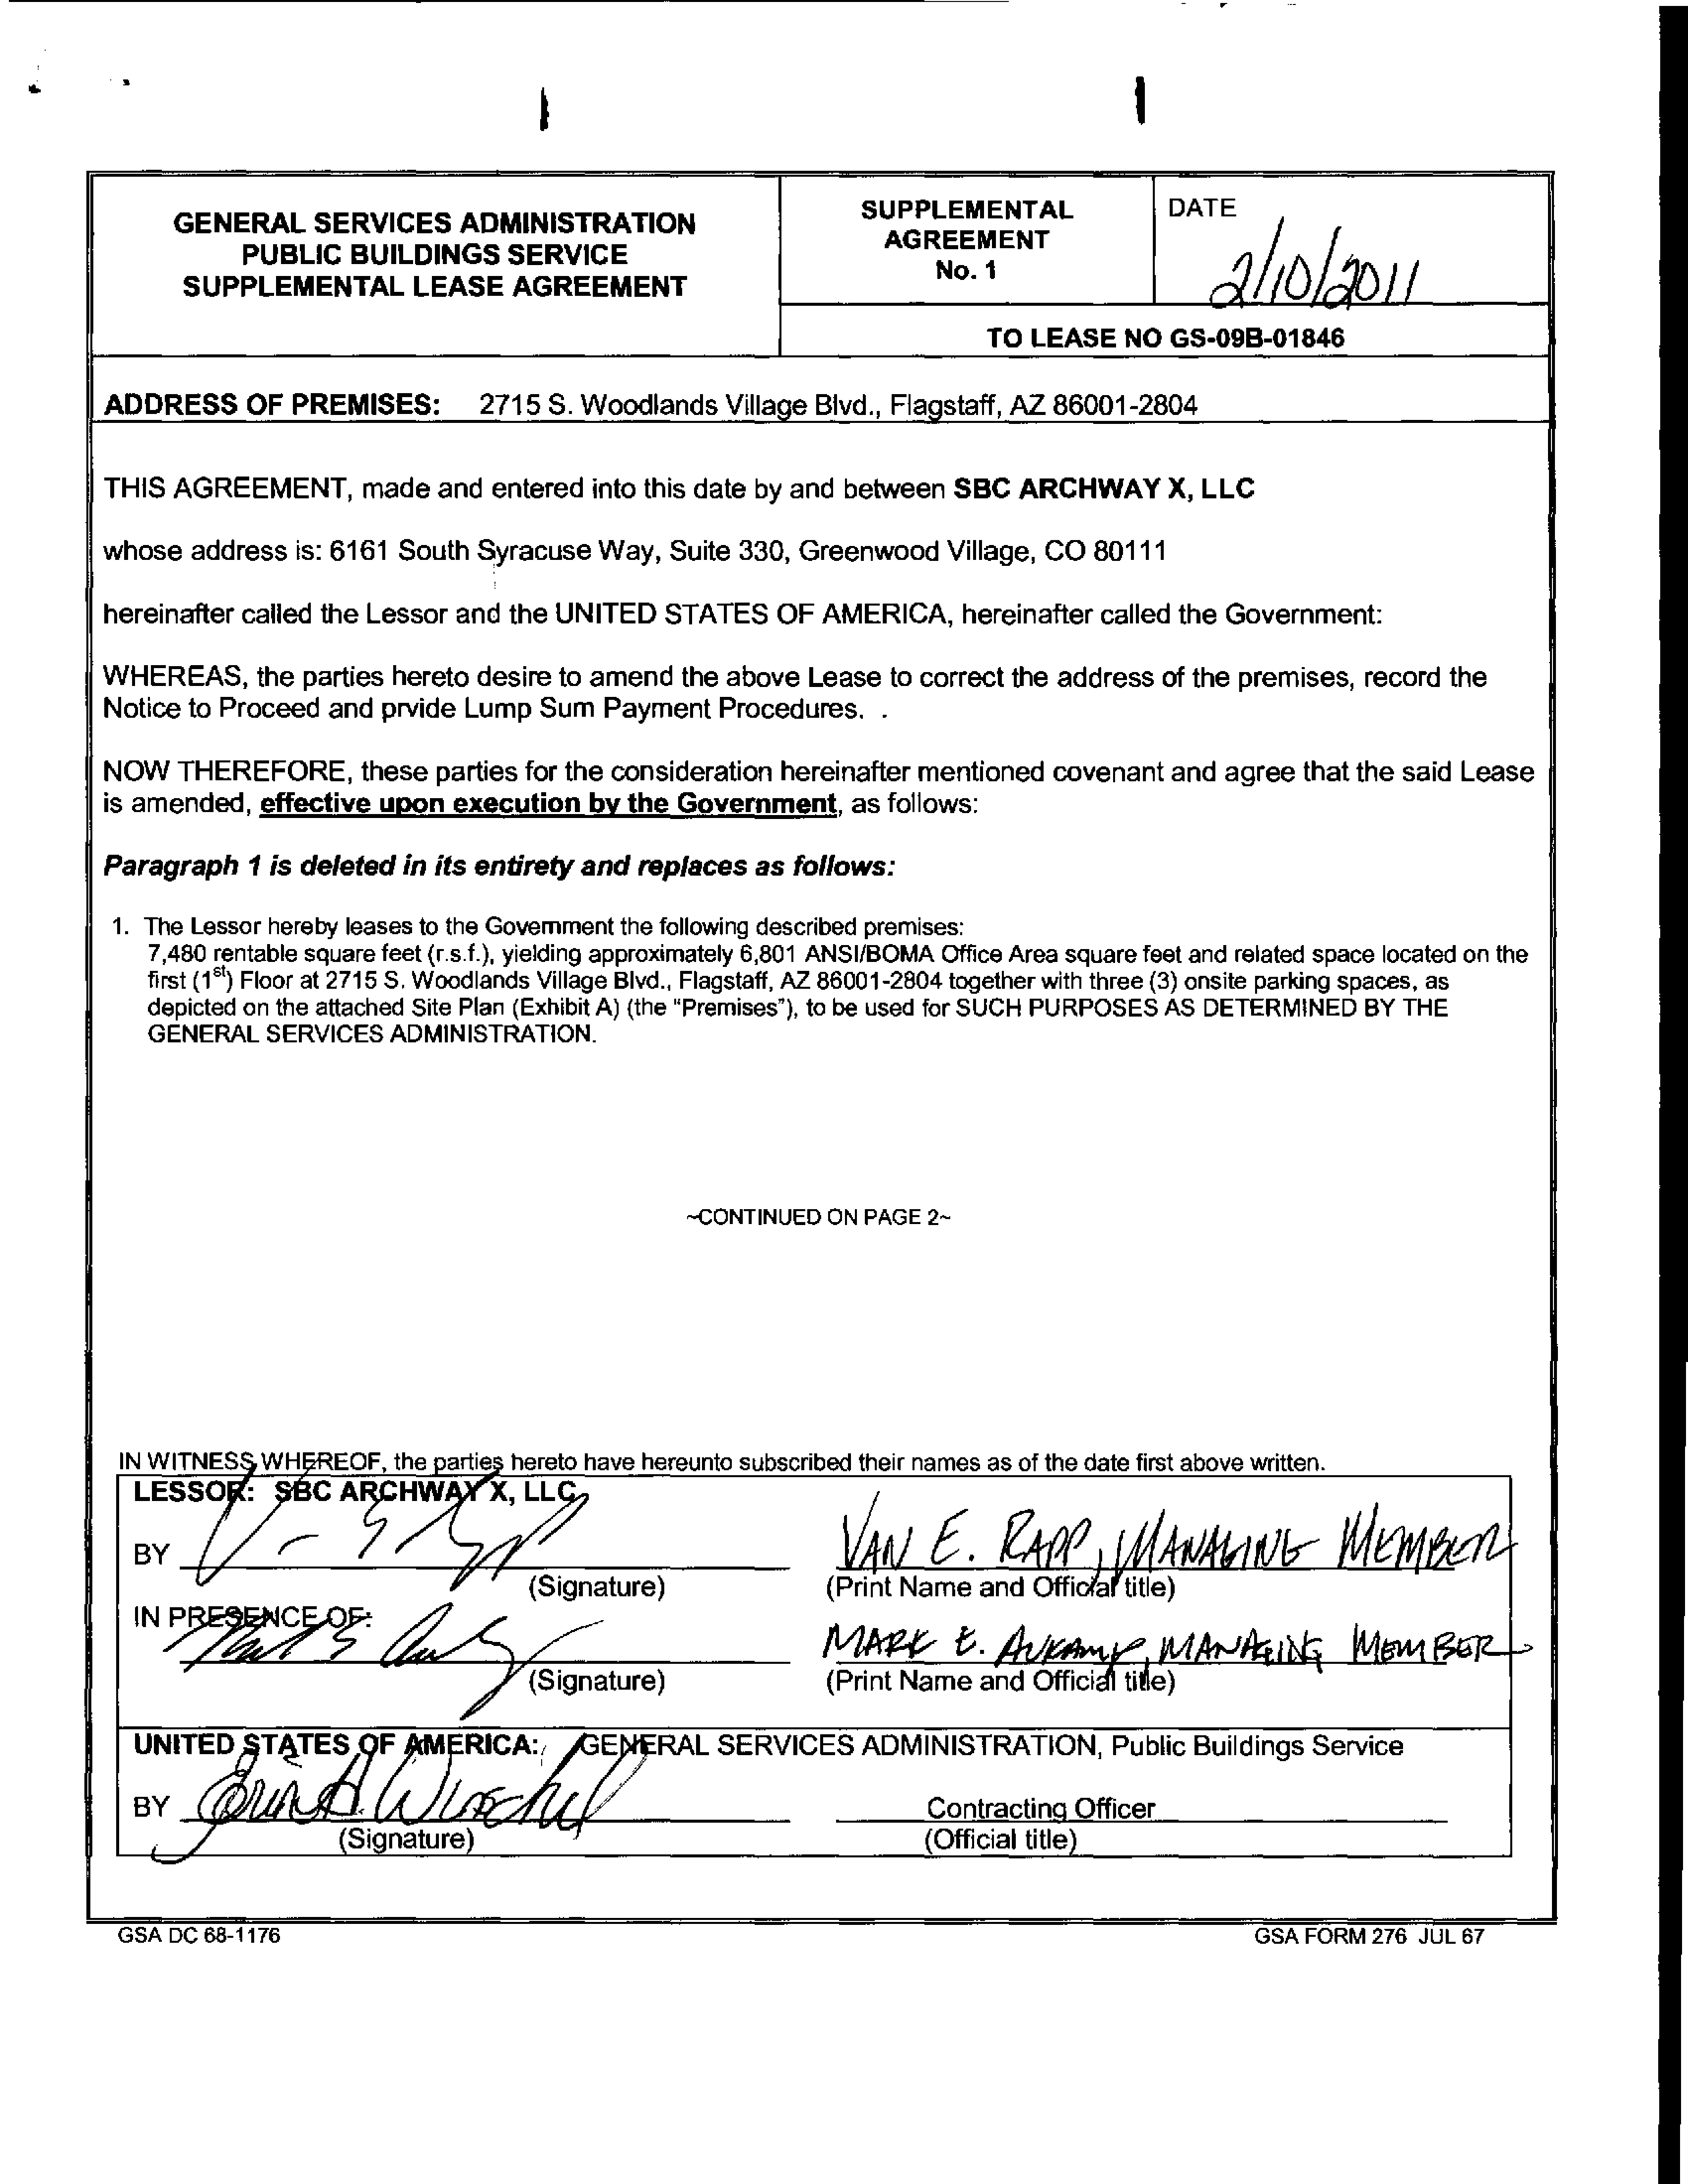 GENERAL SERVICES ADMINISTRATION
PUBLIC BUILDINGS SERVICE
SUPPLEMENTAL LEASE AGREEMENT
SUPPLEMENTAL
AGREEMENT
No. 1
DATE
2/10/2011
TO LEASE NO GS-09B-01846
ADDRESS OF PREMISES: 2715 S. Woodlands Village Blvd., Flagstaff, AZ 86001-2804
THIS AGREEMENT, made and entered into this date by and between SBC ARCHWAY X, LLC
whose address is: 6161 South Syracuse Way, Suite 330, Greenwood Village, CO 80111
hereinafter called the Lessor and the UNITED STATES OF AMERICA, hereinafter called the Government:
WHEREAS, the parties hereto desire to amend the above Lease to correct the address of the premises, record the
Notice to Proceed and prvide Lump Sum Payment Procedures. .
NOW THEREFORE, these parties for the consideration hereinafter mentioned covenant and agree that the said Lease
is amended, effective upon execution by the Government, as follows:
Paragraph 1 is deleted in its entirety and replaces as follows:
1. The Lessor hereby leases to the Government the following described premises:
7,480 rentable square feet (r.s.f.), yielding approximately 6,801 ANSI/BOMA Office Area square feet and related space located on the
first (1st) Floor at 2715 S. Woodlands Village Blvd., Flagstaff, AZ 86001-2804 together with three (3) onsite parking spaces, as
depicted on the attached Site Plan (Exhibit A) (the "Premises"), to be used for SUCH PURPOSES AS DETERMINED BY THE
GENERAL SERVICES ADMINISTRATION.
~CONTINUED ON PAGE 2~
IN WITNESS WHEREOF, the parties hereto have hereunto subscribed their names as of the date first above written.
LESSOR: SBC ARCHWAY X, LLC
BY
VAN E. RAPP, MANAGING MEMBER
(Signature)
(Print Name and Official title)
IN PRESENCE OF:
MARK E. AUKAMP, MANAGING MEMBER
(Signature)
(Print Name and Official title)
UNITED STATES OF AMERICA: GENERAL SERVICES ADMINISTRATION, Public Buildings Service
BY
Contracting Officer
(Signature)
(Official title)
GSA DC 68-1176
GSA FORM 276 JUL 67